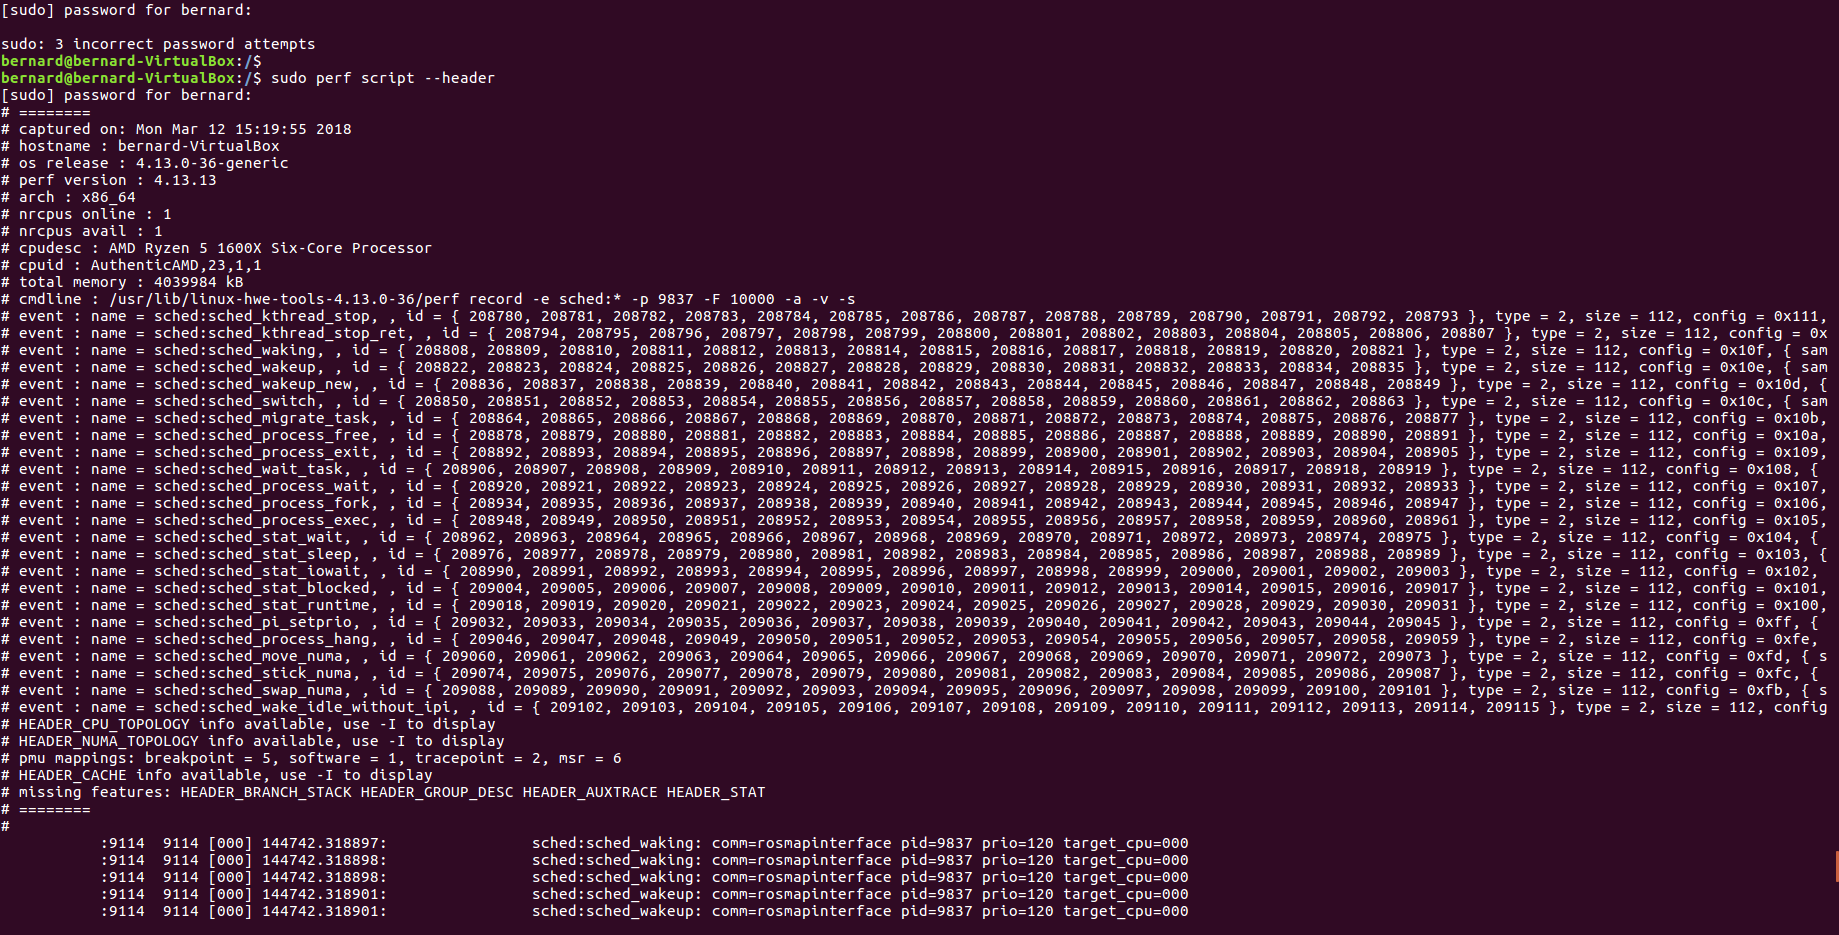 [sudo] password for bernard:
sudo: 3 incorrect password attempts
bernard@bernard-VirtualBox:/$
bernard@bernard-VirtualBox:/$ sudo perf script --header
[sudo] password for bernard:
# ========
# captured on: Mon Mar 12 15:19:55 2018
# hostname : bernard-VirtualBox
# os release : 4.13.0-36-generic
# perf version : 4.13.13
# arch : x86_64
# nrcpus online : 1
# nrcpus avail : 1
# cpudesc : AMD Ryzen 5 1600X Six-Core Processor
# cpuid : AuthenticAMD,23,1,1
# total memory : 4039984 kB
# cmdline : /usr/lib/linux-hwe-tools-4.13.0-36/perf record -e sched:* -p 9837 -F 10000 -a -v -s
# event : name = sched:sched_kthread_stop, , id = { 208780, 208781, 208782, 208783, 208784, 208785, 208786, 208787, 208788, 208789, 208790, 208791, 208792, 208793 }, type = 2, size = 112, config = 0x111,
# event : name = sched:sched_kthread_stop_ret, , id = { 208794, 208795, 208796, 208797, 208798, 208799, 208800, 208801, 208802, 208803, 208804, 208805, 208806, 208807 }, type = 2, size = 112, config = 0x
# event : name = sched:sched_waking, , id = { 208808, 208809, 208810, 208811, 208812, 208813, 208814, 208815, 208816, 208817, 208818, 208819, 208820, 208821 }, type = 2, size = 112, config = 0x10f, { sam
# event : name = sched:sched_wakeup, , id = { 208822, 208823, 208824, 208825, 208826, 208827, 208828, 208829, 208830, 208831, 208832, 208833, 208834, 208835 }, type = 2, size = 112, config = 0x10e, { sam
# event : name = sched:sched_wakeup_new, , id = { 208836, 208837, 208838, 208839, 208840, 208841, 208842, 208843, 208844, 208845, 208846, 208847, 208848, 208849 }, type = 2, size = 112, config = 0x10d, {
# event : name = sched:sched_switch, , id = { 208850, 208851, 208852, 208853, 208854, 208855, 208856, 208857, 208858, 208859, 208860, 208861, 208862, 208863 }, type = 2, size = 112, config = 0x10c, { sam
# event : name = sched:sched_migrate_task, , id = { 208864, 208865, 208866, 208867, 208868, 208869, 208870, 208871, 208872, 208873, 208874, 208875, 208876, 208877 }, type = 2, size = 112, config = 0x10b,
# event : name = sched:sched_process_free, , id = { 208878, 208879, 208880, 208881, 208882, 208883, 208884, 208885, 208886, 208887, 208888, 208889, 208890, 208891 }, type = 2, size = 112, config = 0x10a,
# event : name = sched:sched_process_exit, , id = { 208892, 208893, 208894, 208895, 208896, 208897, 208898, 208899, 208900, 208901, 208902, 208903, 208904, 208905 }, type = 2, size = 112, config = 0x109,
# event : name = sched:sched_wait_task, , id = { 208906, 208907, 208908, 208909, 208910, 208911, 208912, 208913, 208914, 208915, 208916, 208917, 208918, 208919 }, type = 2, size = 112, config = 0x108, {
# event : name = sched:sched_process_wait, , id = { 208920, 208921, 208922, 208923, 208924, 208925, 208926, 208927, 208928, 208929, 208930, 208931, 208932, 208933 }, type = 2, size = 112, config = 0x107,
# event : name = sched:sched_process_fork, , id = { 208934, 208935, 208936, 208937, 208938, 208939, 208940, 208941, 208942, 208943, 208944, 208945, 208946, 208947 }, type = 2, size = 112, config = 0x106,
# event : name = sched:sched_process_exec, , id = { 208948, 208949, 208950, 208951, 208952, 208953, 208954, 208955, 208956, 208957, 208958, 208959, 208960, 208961 }, type = 2, size = 112, config = 0x105,
# event : name = sched:sched_stat_wait, , id = { 208962, 208963, 208964, 208965, 208966, 208967, 208968, 208969, 208970, 208971, 208972, 208973, 208974, 208975 }, type = 2, size = 112, config = 0x104, {
# event : name = sched:sched_stat_sleep, , id = { 208976, 208977, 208978, 208979, 208980, 208981, 208982, 208983, 208984, 208985, 208986, 208987, 208988, 208989 }, type = 2, size = 112, config = 0x103, {
# event : name = sched:sched_stat_iowait, , id = { 208990, 208991, 208992, 208993, 208994, 208995, 208996, 208997, 208998, 208999, 209000, 209001, 209002, 209003 }, type = 2, size = 112, config = 0x102,
# event : name = sched:sched_stat_blocked, , id = { 209004, 209005, 209006, 209007, 209008, 209009, 209010, 209011, 209012, 209013, 209014, 209015, 209016, 209017 }, type = 2, size = 112, config = 0x101,
# event : name = sched:sched_stat_runtime, , id = { 209018, 209019, 209020, 209021, 209022, 209023, 209024, 209025, 209026, 209027, 209028, 209029, 209030, 209031 }, type = 2, size = 112, config = 0x100,
# event : name = sched:sched_pi_setprio, , id = { 209032, 209033, 209034, 209035, 209036, 209037, 209038, 209039, 209040, 209041, 209042, 209043, 209044, 209045 }, type = 2, size = 112, config = 0xff, {
# event : name = sched:sched_process_hang, , id = { 209046, 209047, 209048, 209049, 209050, 209051, 209052, 209053, 209054, 209055, 209056, 209057, 209058, 209059 }, type = 2, size = 112, config = 0xfe,
# event : name = sched:sched_move_numa, , id = { 209060, 209061, 209062, 209063, 209064, 209065, 209066, 209067, 209068, 209069, 209070, 209071, 209072, 209073 }, type = 2, size = 112, config = 0xfd, { s
# event : name = sched:sched_stick_numa, , id = { 209074, 209075, 209076, 209077, 209078, 209079, 209080, 209081, 209082, 209083, 209084, 209085, 209086, 209087 }, type = 2, size = 112, config = 0xfc, {
# event : name = sched:sched_swap_numa, , id = { 209088, 209089, 209090, 209091, 209092, 209093, 209094, 209095, 209096, 209097, 209098, 209099, 209100, 209101 }, type = 2, size = 112, config = 0xfb, { s
# event : name = sched:sched_wake_idle_without_ipi, , id = { 209102, 209103, 209104, 209105, 209106, 209107, 209108, 209109, 209110, 209111, 209112, 209113, 209114, 209115 }, type = 2, size = 112, config
# HEADER_CPU_TOPOLOGY info available, use -I to display
# HEADER_NUMA_TOPOLOGY info available, use -I to display
# pmu mappings: breakpoint = 5, software = 1, tracepoint = 2, msr = 6
# HEADER_CACHE info available, use -I to display
# missing features: HEADER_BRANCH_STACK HEADER_GROUP_DESC HEADER_AUXTRACE HEADER_STAT
# ========
#
:9114  9114 [000] 144742.318897: sched:sched_waking: comm=rosmapinterface pid=9837 prio=120 target_cpu=000
:9114  9114 [000] 144742.318898: sched:sched_waking: comm=rosmapinterface pid=9837 prio=120 target_cpu=000
:9114  9114 [000] 144742.318898: sched:sched_waking: comm=rosmapinterface pid=9837 prio=120 target_cpu=000
:9114  9114 [000] 144742.318901: sched:sched_wakeup: comm=rosmapinterface pid=9837 prio=120 target_cpu=000
:9114  9114 [000] 144742.318901: sched:sched_wakeup: comm=rosmapinterface pid=9837 prio=120 target_cpu=000